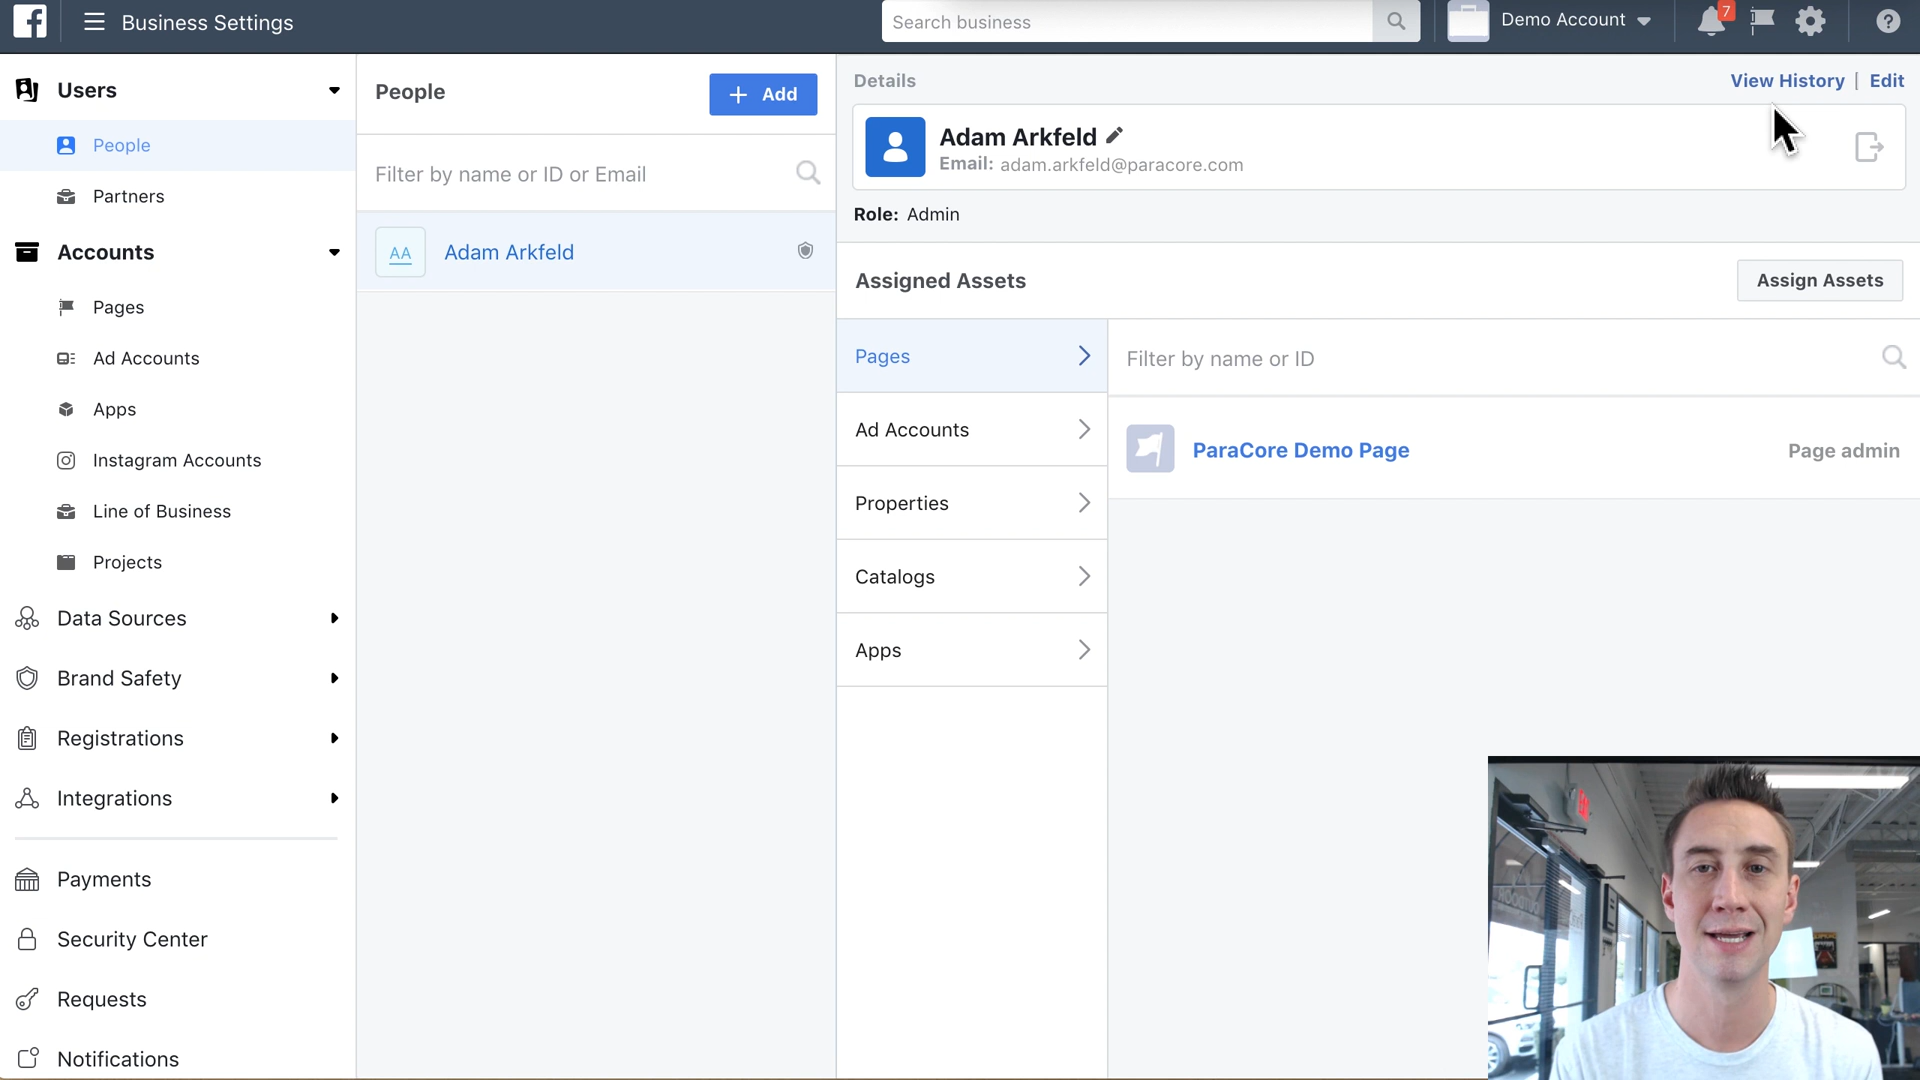 Business Settings
Search business
Demo Account
7
?
Users
People
Partners
Accounts
Pages
Ad Accounts
Apps
Instagram Accounts
Line of Business
Projects
Data Sources
Brand Safety
Registrations
Integrations
Payments
Security Center
Requests
Notifications
People
+ Add
Filter by name or ID or Email
AA
Adam Arkfeld
Details
View History | Edit
Adam Arkfeld
Email: adam.arkfeld@paracore.com
Role: Admin
Assigned Assets
Assign Assets
Pages
Ad Accounts
Properties
Catalogs
Apps
Filter by name or ID
ParaCore Demo Page
Page admin